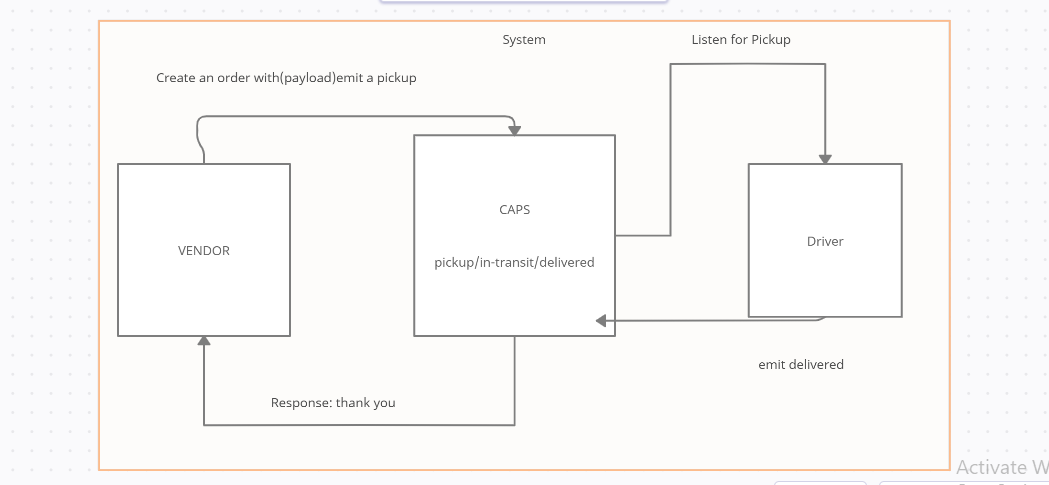 System
Listen for Pickup
Create an order with(payload)emit a pickup
CAPS
Driver
VENDOR
pickup/in-transit/delivered
emit delivered
Response: thank you
Activate W